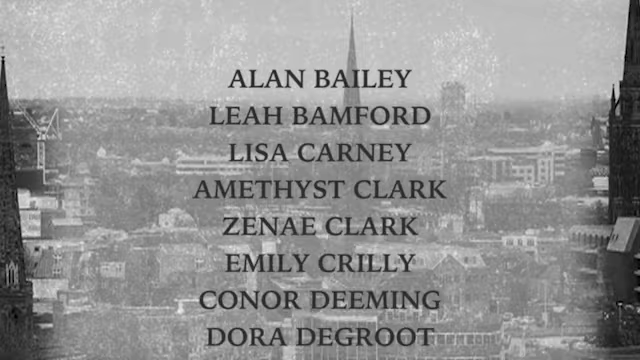 ALAN BAILEY
LEAH BAMFORD
LISA CARNEY
AMETHYST CLARK
ZENAE CLARK
EMILY CRILLY
CONOR DEEMING
DORA DEGROOT